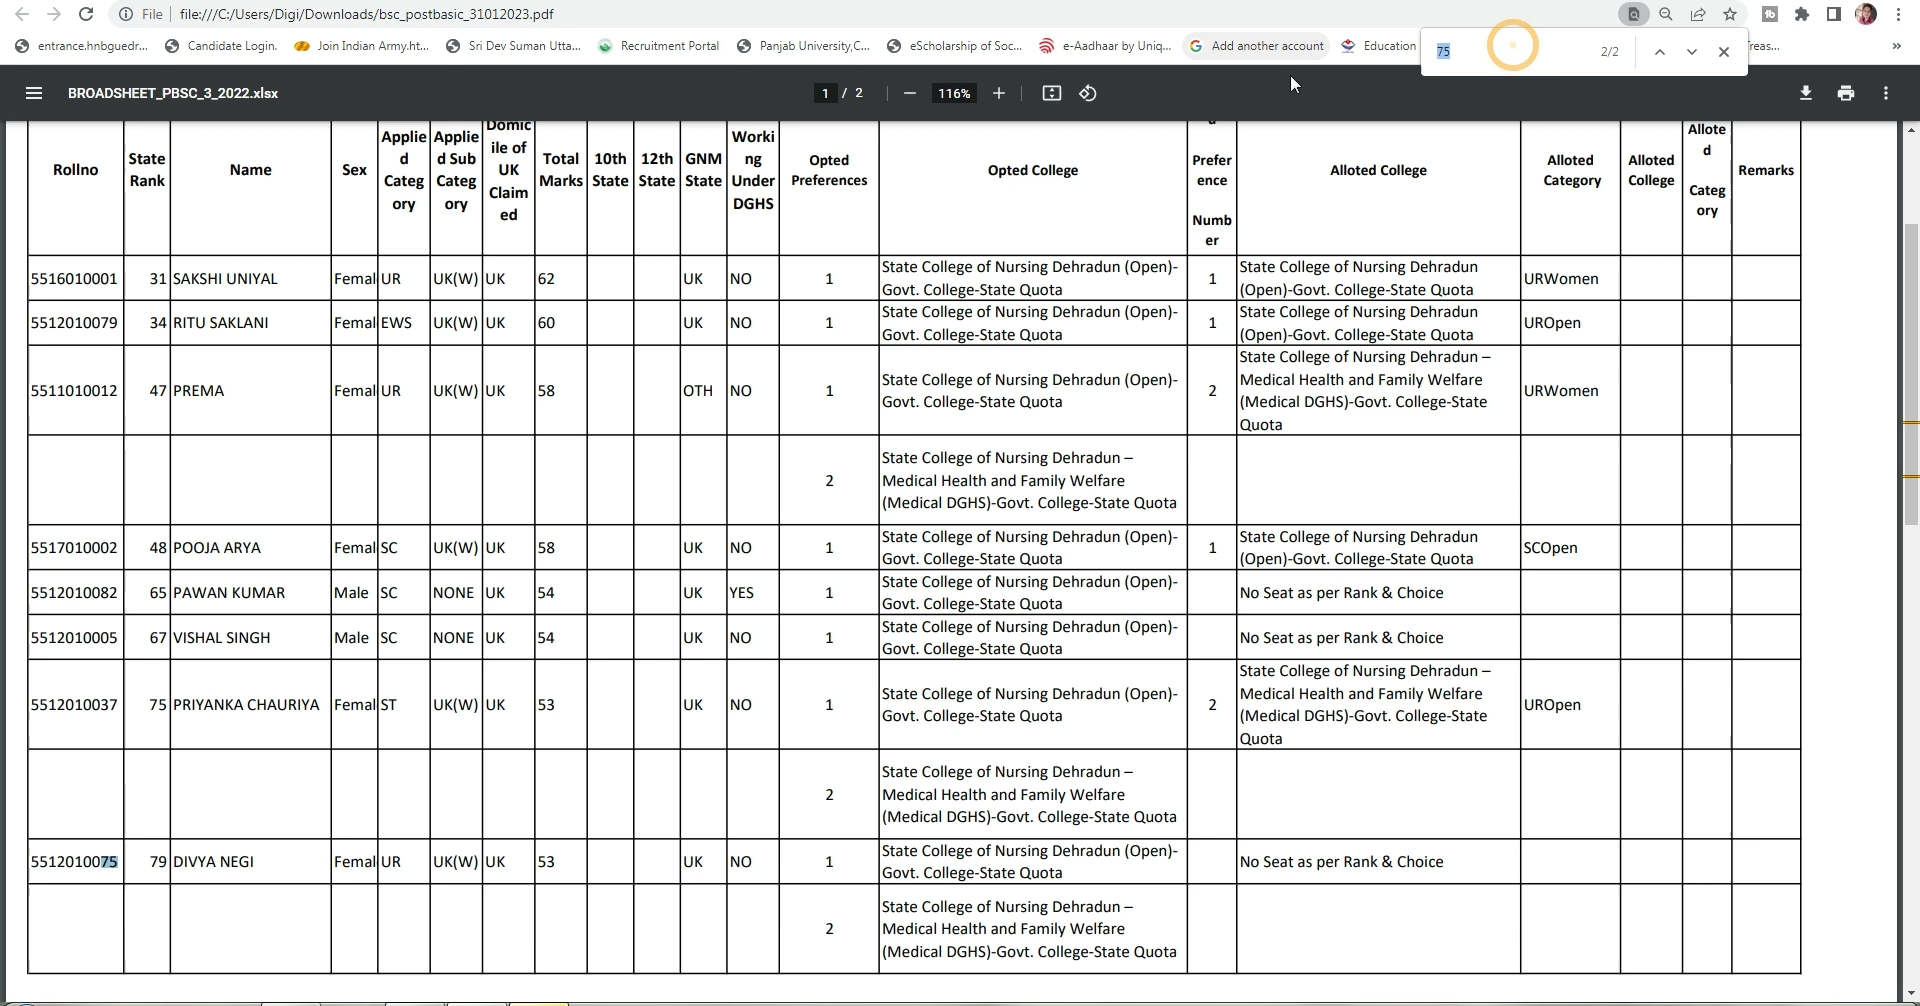 File | file:///C:/Users/Digi/Downloads/bsc_postbasic_31012023.pdf
entrance.hnbguedr... Candidate Login. Join Indian Army.ht... Sri Dev Suman Utta... Recruitment Portal Panjab University,C... eScholarship of Soc... e-Aadhaar by Uniq... Add another account Education reas... »
75 2/2
BROADSHEET_PBSC_3_2022.xlsx 1 / 2 116%
Rollno
State
Rank
Name
Sex
Applie
d
Categ
ory
Applie
d Sub
Categ
ory
Domic
ile of
UK
Claim
ed
Total
Marks
10th
State
12th
State
GNM
State
Worki
ng
Under
DGHS
Opted
Preferences
Opted College
d
Prefer
ence
Numb
er
Alloted College
Alloted
Category
Alloted
College
Allote
d
Categ
ory
Remarks
5516010001 31 SAKSHI UNIYAL Femal UR UK(W) UK 62 UK NO 1
State College of Nursing Dehradun (Open)-
Govt. College-State Quota
1
State College of Nursing Dehradun
(Open)-Govt. College-State Quota
URWomen
5512010079 34 RITU SAKLANI Femal EWS UK(W) UK 60 UK NO 1
State College of Nursing Dehradun (Open)-
Govt. College-State Quota
1
State College of Nursing Dehradun
(Open)-Govt. College-State Quota
UROpen
5511010012 47 PREMA Femal UR UK(W) UK 58 OTH NO 1
State College of Nursing Dehradun (Open)-
Govt. College-State Quota
2
State College of Nursing Dehradun –
Medical Health and Family Welfare
(Medical DGHS)-Govt. College-State
Quota
URWomen
2
State College of Nursing Dehradun –
Medical Health and Family Welfare
(Medical DGHS)-Govt. College-State Quota
5517010002 48 POOJA ARYA Femal SC UK(W) UK 58 UK NO 1
State College of Nursing Dehradun (Open)-
Govt. College-State Quota
1
State College of Nursing Dehradun
(Open)-Govt. College-State Quota
SCOpen
5512010082 65 PAWAN KUMAR Male SC NONE UK 54 UK YES 1
State College of Nursing Dehradun (Open)-
Govt. College-State Quota
No Seat as per Rank & Choice
5512010005 67 VISHAL SINGH Male SC NONE UK 54 UK NO 1
State College of Nursing Dehradun (Open)-
Govt. College-State Quota
No Seat as per Rank & Choice
5512010037 75 PRIYANKA CHAURIYA Femal ST UK(W) UK 53 UK NO 1
State College of Nursing Dehradun (Open)-
Govt. College-State Quota
2
State College of Nursing Dehradun –
Medical Health and Family Welfare
(Medical DGHS)-Govt. College-State
Quota
UROpen
2
State College of Nursing Dehradun –
Medical Health and Family Welfare
(Medical DGHS)-Govt. College-State Quota
5512010075 79 DIVYA NEGI Femal UR UK(W) UK 53 UK NO 1
State College of Nursing Dehradun (Open)-
Govt. College-State Quota
No Seat as per Rank & Choice
2
State College of Nursing Dehradun –
Medical Health and Family Welfare
(Medical DGHS)-Govt. College-State Quota